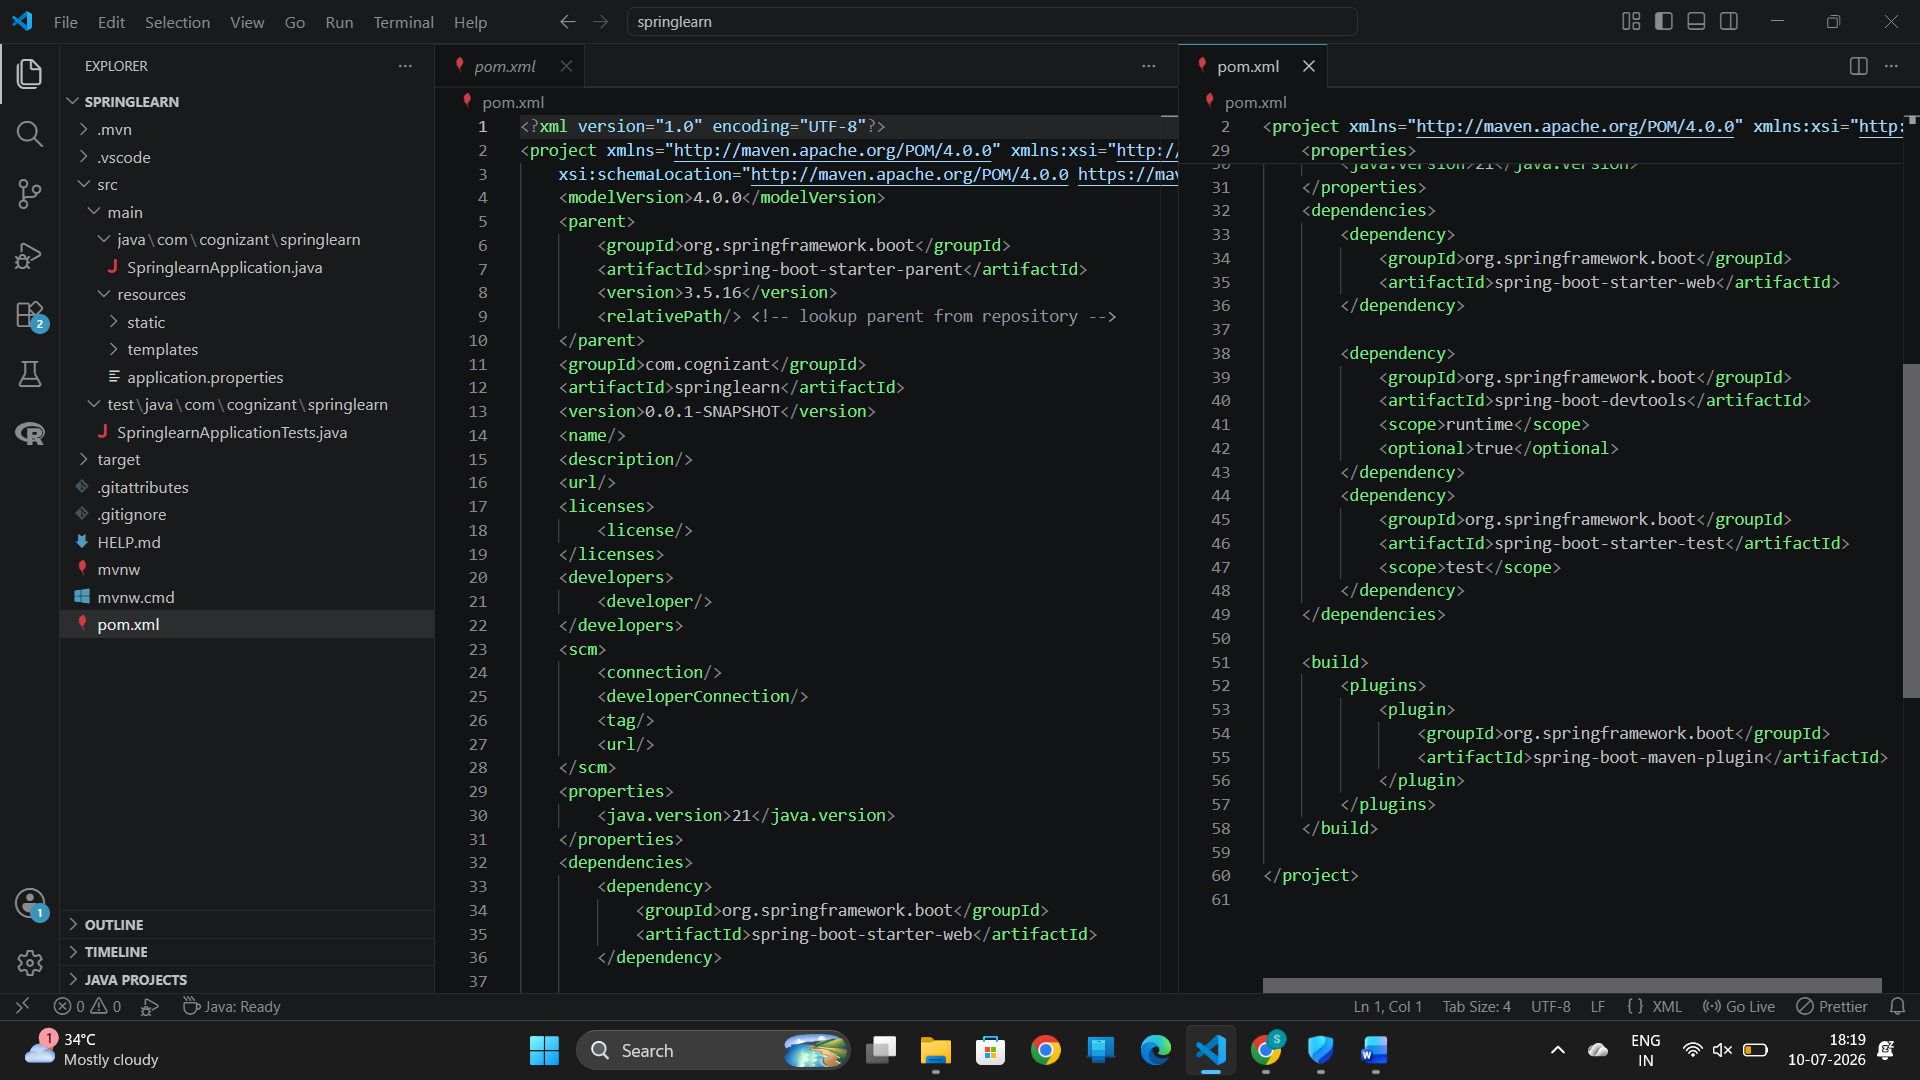 File Edit Selection View Go Run Terminal Help
springlearn
EXPLORER
SPRINGLEARN
.mvn
.vscode
src
main
java\com\cognizant\springlearn
SpringlearnApplication.java
resources
static
templates
application.properties
test\java\com\cognizant\springlearn
SpringlearnApplicationTests.java
target
.gitattributes
.gitignore
HELP.md
mvnw
mvnw.cmd
pom.xml
OUTLINE
TIMELINE
JAVA PROJECTS
2
1
pom.xml
pom.xml
1 <?xml version="1.0" encoding="UTF-8"?>
2 <project xmlns="http://maven.apache.org/POM/4.0.0" xmlns:xsi="http:/
3 xsi:schemaLocation="http://maven.apache.org/POM/4.0.0 https://mav
4 <modelVersion>4.0.0</modelVersion>
5 <parent>
6 <groupId>org.springframework.boot</groupId>
7 <artifactId>spring-boot-starter-parent</artifactId>
8 <version>3.5.16</version>
9 <relativePath/> <!-- lookup parent from repository -->
10 </parent>
11 <groupId>com.cognizant</groupId>
12 <artifactId>springlearn</artifactId>
13 <version>0.0.1-SNAPSHOT</version>
14 <name/>
15 <description/>
16 <url/>
17 <licenses>
18 <license/>
19 </licenses>
20 <developers>
21 <developer/>
22 </developers>
23 <scm>
24 <connection/>
25 <developerConnection/>
26 <tag/>
27 <url/>
28 </scm>
29 <properties>
30 <java.version>21</java.version>
31 </properties>
32 <dependencies>
33 <dependency>
34 <groupId>org.springframework.boot</groupId>
35 <artifactId>spring-boot-starter-web</artifactId>
36 </dependency>
37
pom.xml
pom.xml
2 <project xmlns="http://maven.apache.org/POM/4.0.0" xmlns:xsi="http:
29 <properties>
30 <java.version>21</java.version>
31 </properties>
32 <dependencies>
33 <dependency>
34 <groupId>org.springframework.boot</groupId>
35 <artifactId>spring-boot-starter-web</artifactId>
36 </dependency>
37
38 <dependency>
39 <groupId>org.springframework.boot</groupId>
40 <artifactId>spring-boot-devtools</artifactId>
41 <scope>runtime</scope>
42 <optional>true</optional>
43 </dependency>
44 <dependency>
45 <groupId>org.springframework.boot</groupId>
46 <artifactId>spring-boot-starter-test</artifactId>
47 <scope>test</scope>
48 </dependency>
49 </dependencies>
50
51 <build>
52 <plugins>
53 <plugin>
54 <groupId>org.springframework.boot</groupId>
55 <artifactId>spring-boot-maven-plugin</artifactId>
56 </plugin>
57 </plugins>
58 </build>
59
60 </project>
61
0 0 Java: Ready
Ln 1, Col 1 Tab Size: 4 UTF-8 LF {} XML Go Live Prettier
1
34°C
Mostly cloudy
Search
S
W
ENG
IN
18:19
10-07-2026